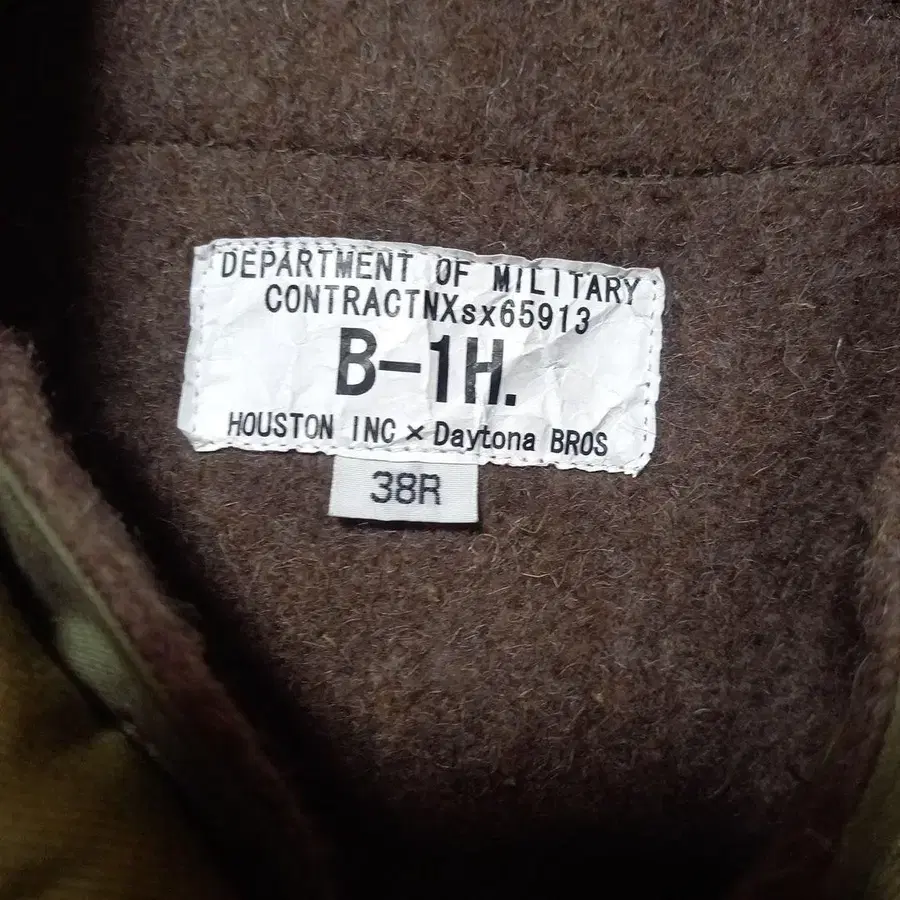 DEPARTMENT OF MILITARY
CONTRACTNXsx65913
B-1H.
HOUSTON INC × Daytona BROS
38R